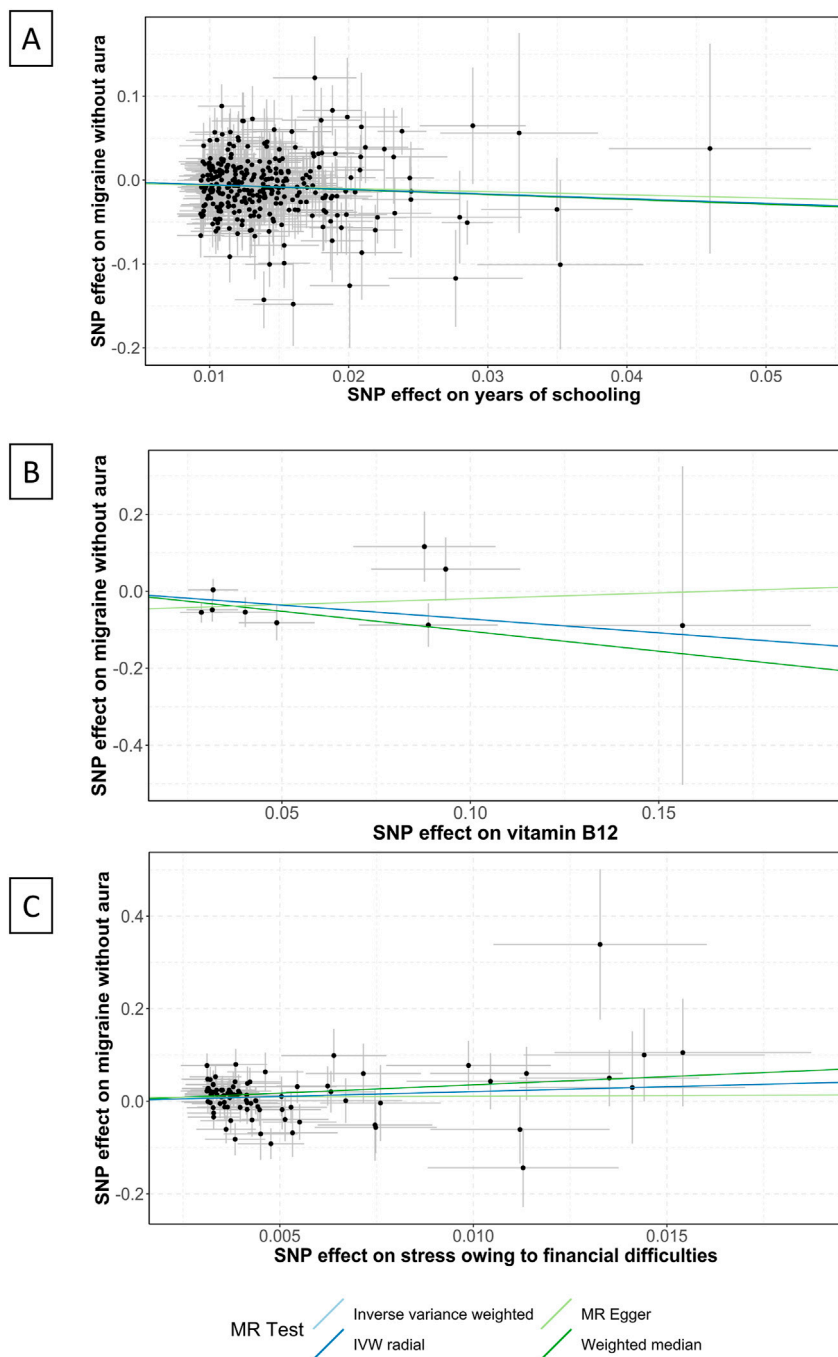 A
SNP effect on migraine without aura
0.1
0.0
-0.1
-0.2
0.01 0.02 0.03 0.04 0.05
SNP effect on years of schooling
B
SNP effect on migraine without aura
0.2
0.0
-0.2
-0.4
0.05 0.10 0.15
SNP effect on vitamin B12
C
SNP effect on migraine without aura
0.4
0.2
0.0
-0.2
0.005 0.010 0.015
SNP effect on stress owing to financial difficulties
MR Test
Inverse variance weighted MR Egger
IVW radial Weighted median